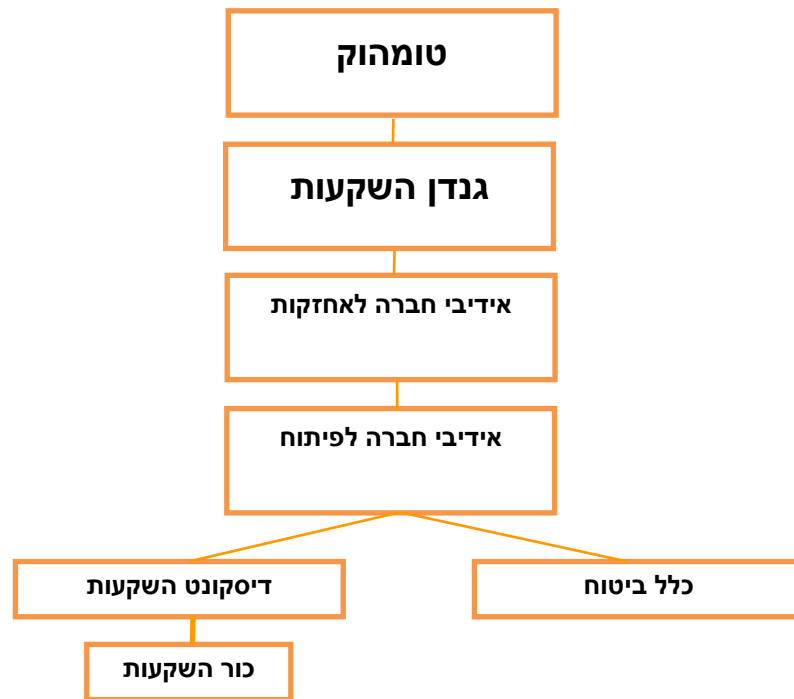 טומהוק
גנדן השקעות
אידיבי חברה לאחזקות
אידיבי חברה לפיתוח
דיסקונט השקעות
כלל ביטוח
כור השקעות